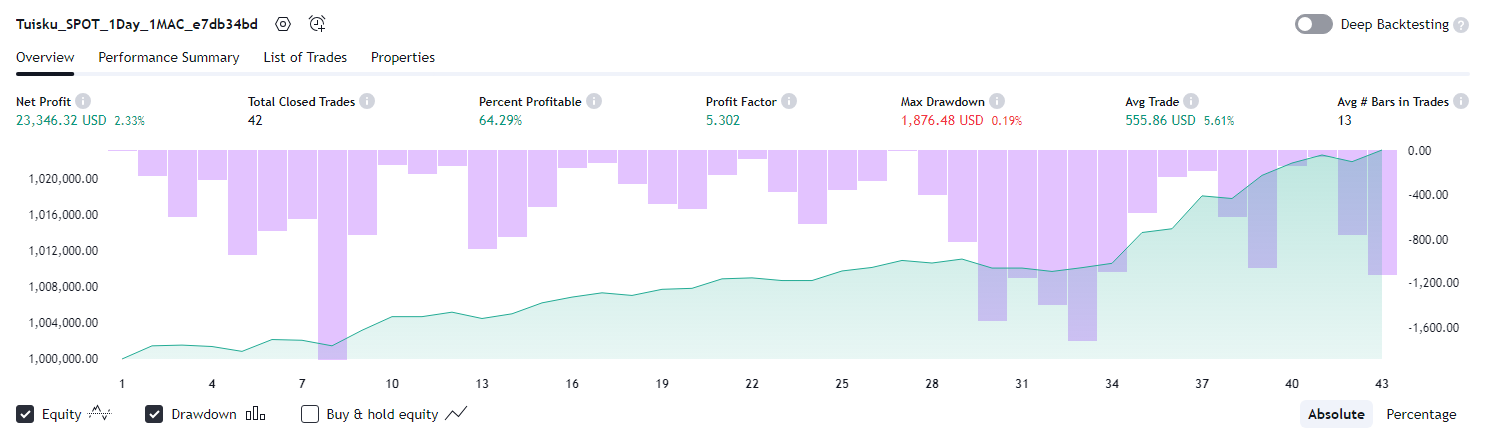 Tuisku_SPOT_1Day_1MAC_e7db34bd Deep Backtesting ?
Overview Performance Summary List of Trades Properties
Net Profit Total Closed Trades Percent Profitable Profit Factor Max Drawdown Avg Trade Avg # Bars in Trades
23,346.32 USD 2.33% 42 64.29% 5.302 1,876.48 USD 0.19% 555.86 USD 5.61% 13
0.00
1,020,000.00
-400.00
1,016,000.00
-800.00
1,012,000.00
-1,200.00
1,008,000.00
1,004,000.00
-1,600.00
1,000,000.00
1 4 7 10 13 16 19 22 25 28 31 34 37 40 43
Equity Drawdown Buy & hold equity Absolute Percentage